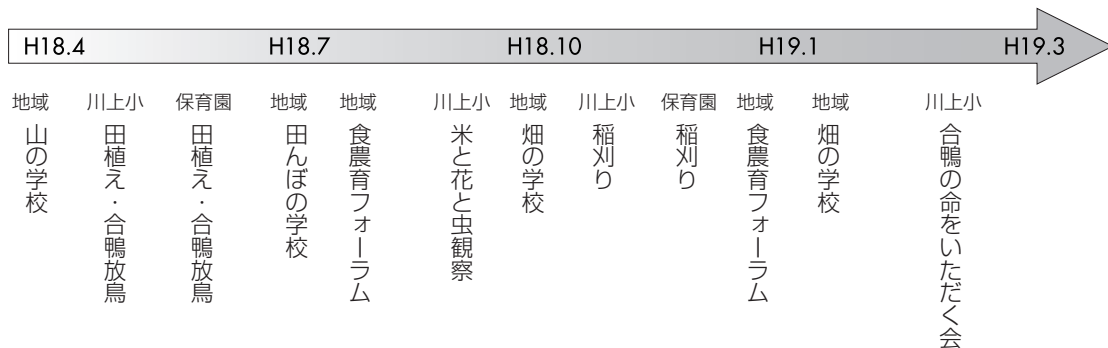 H18.4 H18.7 H18.10 H19.1 H19.3
地域
山の学校
川上小
田植え・合鴨放鳥
保育園
田植え・合鴨放鳥
地域
田んぼの学校
地域
食農育フォーラム
川上小
米と花と虫観察
地域
畑の学校
川上小
稲刈り
保育園
稲刈り
地域
食農育フォーラム
地域
畑の学校
川上小
合鴨の命をいただく会